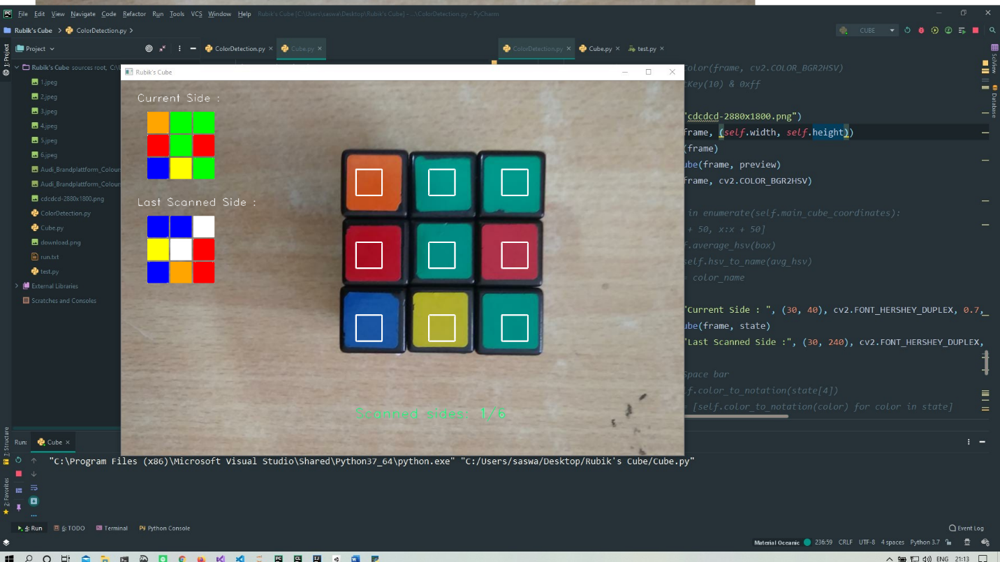 File Edit View Navigate Code Refactor Run Tools VCS Window Help Rubik's Cube [C:\Users\saswa\Desktop\Rubik's Cube] - ...\ColorDetection.py - PyCharm
Rubik's Cube ColorDetection.py CUBE
1: Project Project ColorDetection.py Cube.py ColorDetection.py Cube.py test.py SciView
Rubik's Cube sources root,
Rubik's Cube
Color(frame, cv2.COLOR_BGR2HSV)
1.jpeg
Key(10) & 0xff
2.jpeg
Current Side :
Database
3.jpeg
4.jpeg
"cdcdcd-2880x1800.png")
5.jpeg
frame, (self.width, self.height))
6.jpeg
(frame)
Audi_Brandplattform_Colour
ube(frame, preview)
Audi_Brandplattform_Colour
frame, cv2.COLOR_BGR2HSV)
cdcdcd-2880x1800.png
Last Scanned Side :
ColorDetection.py
in enumerate(self.main_cube_coordinates):
Cube.py
+ 50, x:x + 50]
download.png
f.average_hsv(box)
run.txt
self.hsv_to_name(avg_hsv)
test.py
= color_name
External Libraries
Scratches and Consoles
"Current Side : ", (30, 40), cv2.FONT_HERSHEY_DUPLEX, 0.7,
ube(frame, state)
"Last Scanned Side :", (30, 240), cv2.FONT_HERSHEY_DUPLEX,
Space bar
lf.color_to_notation(state[4])
= [self.color_to_notation(color) for color in state]
Scanned sides: 1/6
7: Structure
Run: Cube
"C:\Program Files (x86)\Microsoft Visual Studio\Shared\Python37_64\python.exe" "C:/Users/saswa/Desktop/Rubik's Cube/Cube.py"
2: Favorites
4: Run 6: TODO Terminal Python Console Event Log
Material Oceanic 236:59 CRLF UTF-8 4 spaces Python 3.7
ENG 21:13